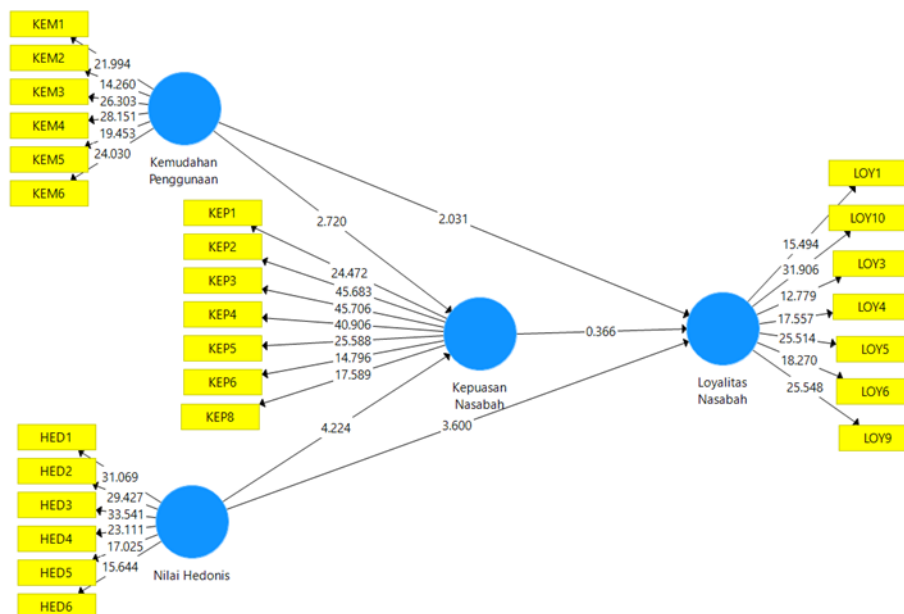 KEM1
KEM2
KEM3
KEM4
KEM5
KEM6
21.994
14.260
26.303
28.151
19.453
24.030
Kemudahan
Penggunaan
2.720
2.031
KEP1
KEP2
KEP3
KEP4
KEP5
KEP6
KEP8
24.472
45.683
45.706
40.906
25.588
14.796
17.589
Kepuasan
Nasabah
0.366
4.224
3.600
HED1
HED2
HED3
HED4
HED5
HED6
31.069
29.427
33.541
23.111
17.025
15.644
Nilai Hedonis
Loyalitas
Nasabah
15.494
31.906
12.779
17.557
25.514
18.270
25.548
LOY1
LOY10
LOY3
LOY4
LOY5
LOY6
LOY9